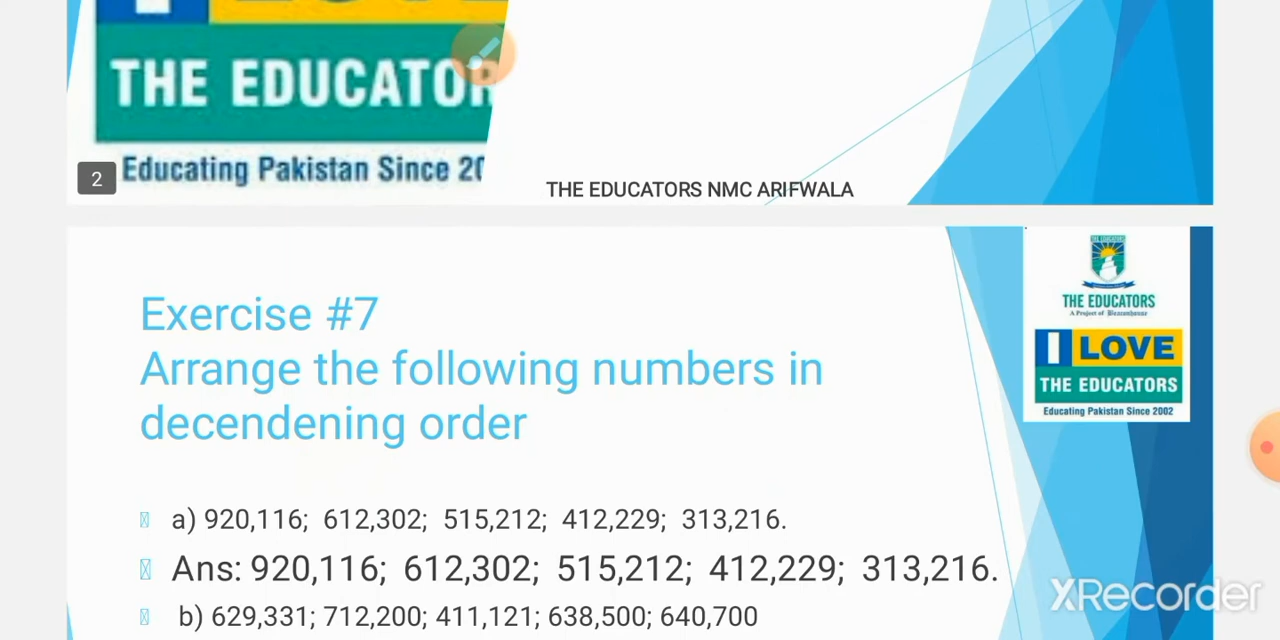 THE EDUCATOR
Educating Pakistan Since 20
2
THE EDUCATORS NMC ARIFWALA
THE EDUCATORS
A Project of Beaconhouse
I LOVE
THE EDUCATORS
Educating Pakistan Since 2002
Exercise #7
Arrange the following numbers in
decendening order
a) 920,116; 612,302; 515,212; 412,229; 313,216.
Ans: 920,116; 612,302; 515,212; 412,229; 313,216.
b) 629,331; 712,200; 411,121; 638,500; 640,700
XRecorder